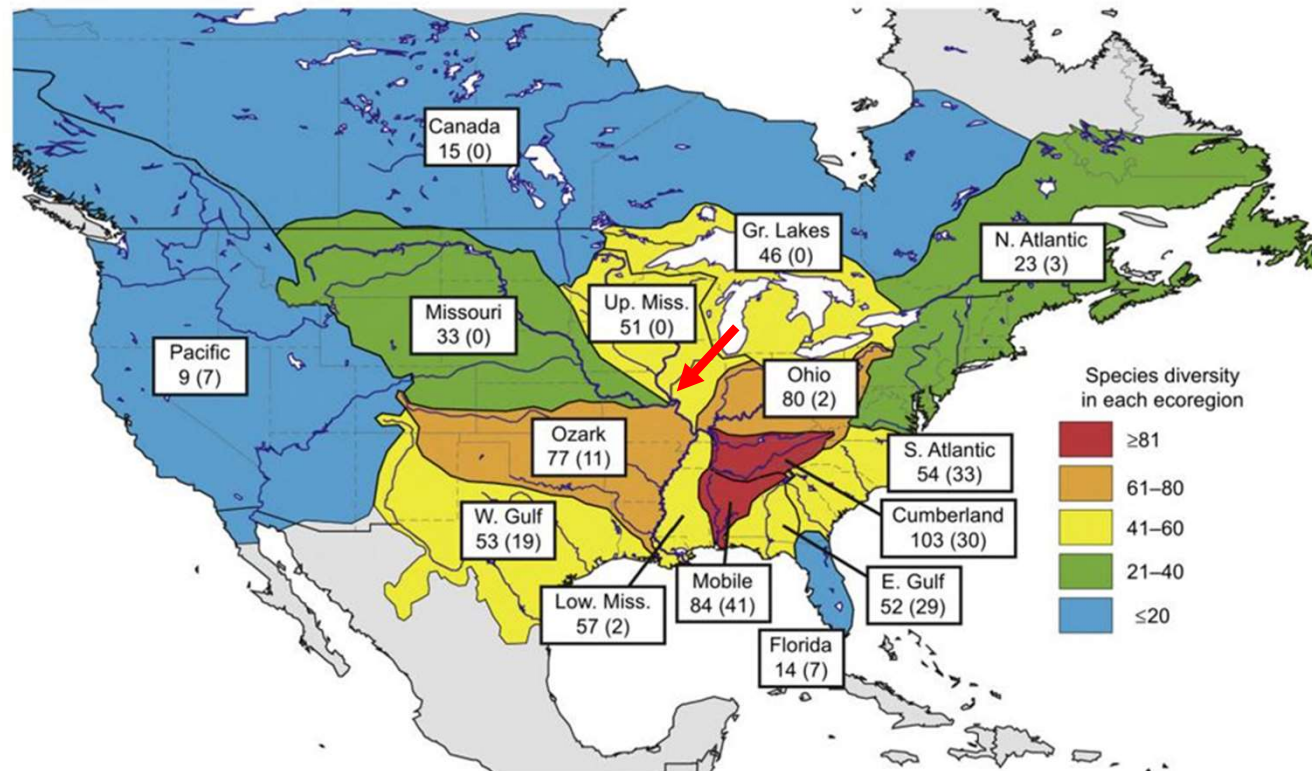 Canada
15 (0)
Gr. Lakes
46 (0)
N. Atlantic
23 (3)
Up. Miss.
51 (0)
Missouri
33 (0)
Pacific
9 (7)
Ohio
80 (2)
Species diversity
in each ecoregion
≥81
61–80
41–60
21–40
≤20
Ozark
77 (11)
S. Atlantic
54 (33)
W. Gulf
53 (19)
Cumberland
103 (30)
Low. Miss.
57 (2)
Mobile
84 (41)
E. Gulf
52 (29)
Florida
14 (7)